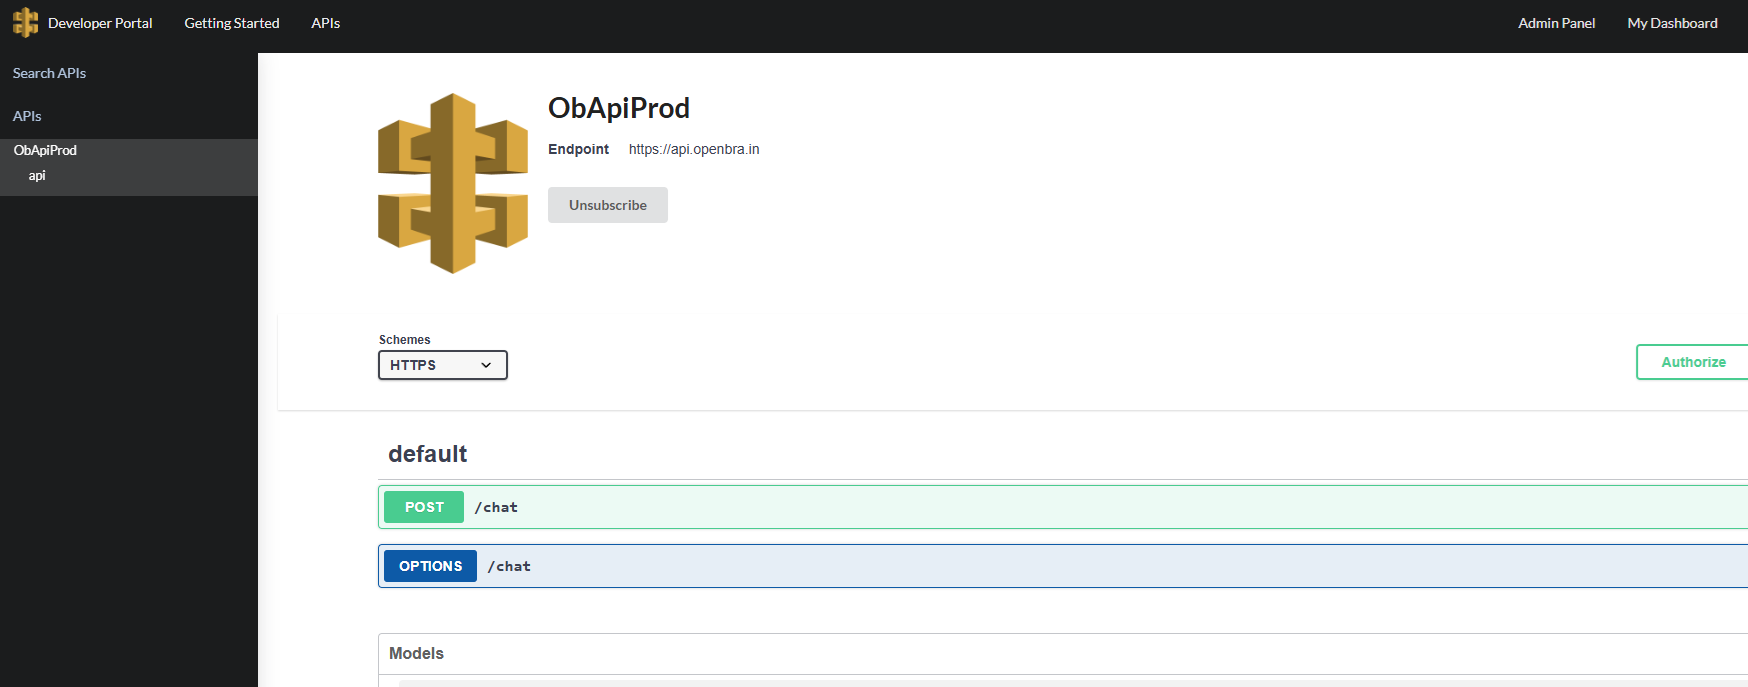 Developer Portal
Getting Started
APIs
Admin Panel
My Dashboard
Search APIs
APIs
ObApiProd
api
ObApiProd
Endpoint https://api.openbra.in
Unsubscribe
Schemes
HTTPS
Authorize
default
POST /chat
OPTIONS /chat
Models